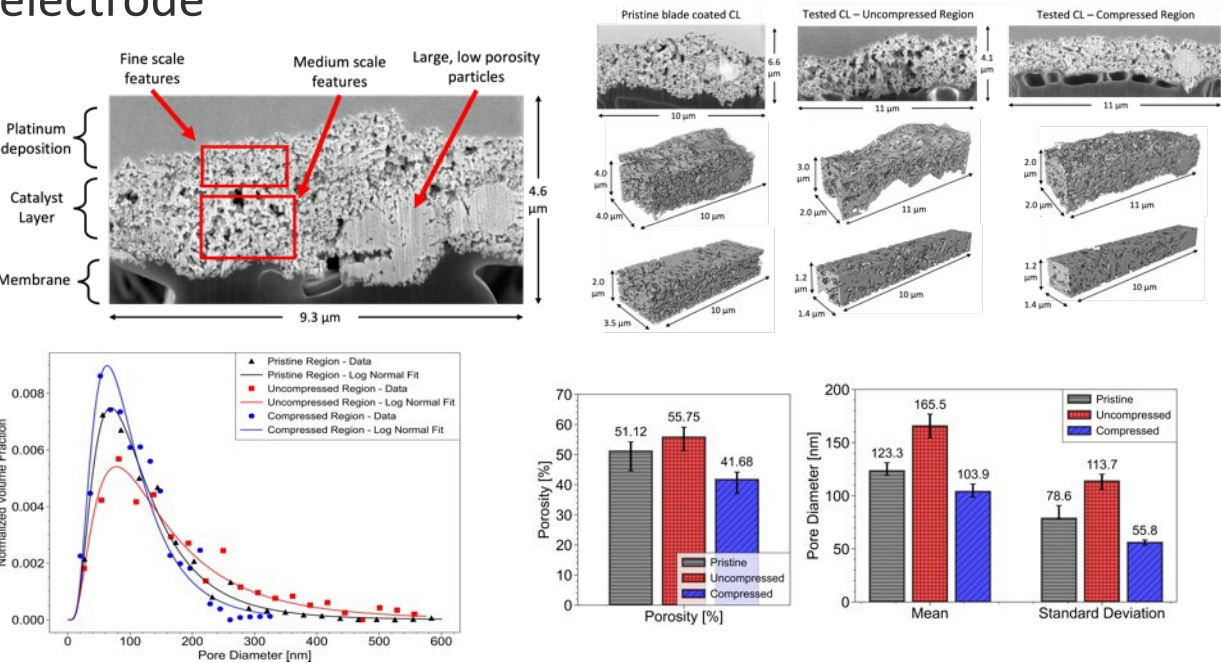 electrode
Fine scale
features
Medium scale
features
Large, low porosity
particles
Platinum
deposition
Catalyst
Layer
Membrane
4.6
μm
9.3 μm
Pristine blade coated CL
Tested CL – Uncompressed Region
Tested CL – Compressed Region
6.6
μm
10 μm
4.1
μm
11 μm
11 μm
4.0
μm
4.0 μm
10 μm
3.0
μm
2.0 μm
11 μm
2.0
μm
2.0 μm
11 μm
2.0
μm
3.5 μm
10 μm
1.2
μm
1.4 μm
10 μm
1.2
μm
1.4 μm
10 μm
Normalized Volume Fraction
0.008
0.006
0.004
0.002
0.000
0
100
200
300
400
500
600
Pore Diameter [nm]
Pristine Region - Data
Pristine Region - Log Normal Fit
Uncompressed Region - Data
Uncompressed Region - Log Normal Fit
Compressed Region - Data
Compressed Region - Log Normal Fit
Porosity [%]
70
60
50
40
30
20
10
0
51.12
55.75
41.68
Pristine
Uncompressed
Compressed
Porosity [%]
Pore Diameter [nm]
200
150
100
50
0
123.3
165.5
103.9
78.6
113.7
55.8
Pristine
Uncompressed
Compressed
Mean
Standard Deviation